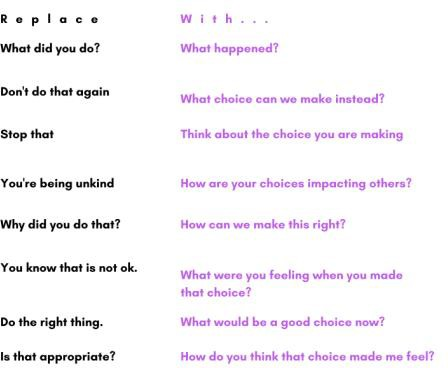 Replace With...
What did you do? What happened?
Don't do that again What choice can we make instead?
Stop that Think about the choice you are making
You're being unkind How are your choices impacting others?
Why did you do that? How can we make this right?
You know that is not ok. What were you feeling when you made
that choice?
Do the right thing. What would be a good choice now?
Is that appropriate? How do you think that choice made me feel?